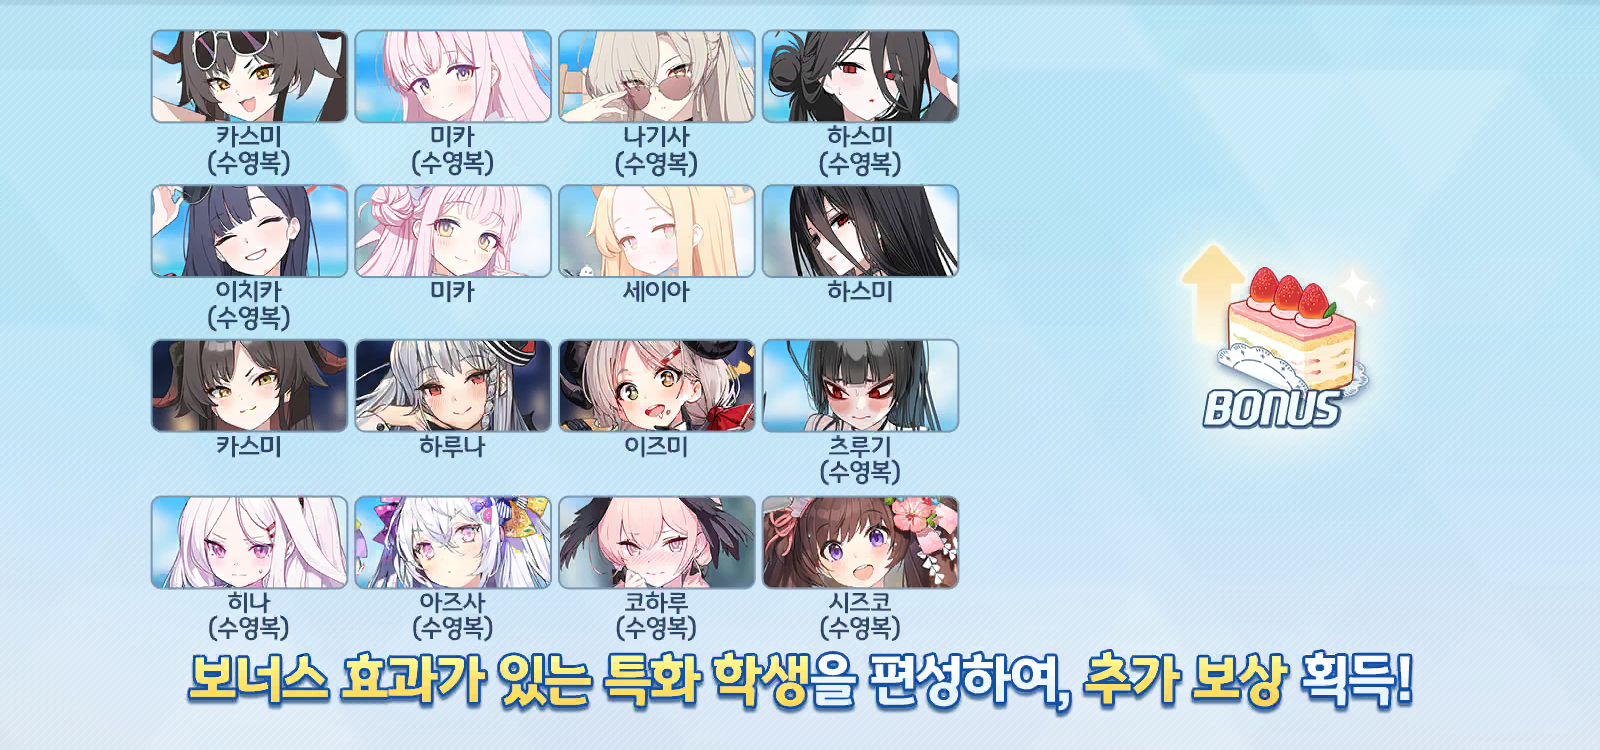 카스미 미카 나기사 하스미
(수영복) (수영복) (수영복) (수영복)
이치카 미카 세이아 하스미
(수영복)
카스미 하루나 이즈미 츠루기
(수영복)
BONUS
히나 아즈사 코하루 시즈코
(수영복) (수영복) (수영복) (수영복)
보너스 효과가 있는 특화 학생을 편성하여, 추가 보상 획득!